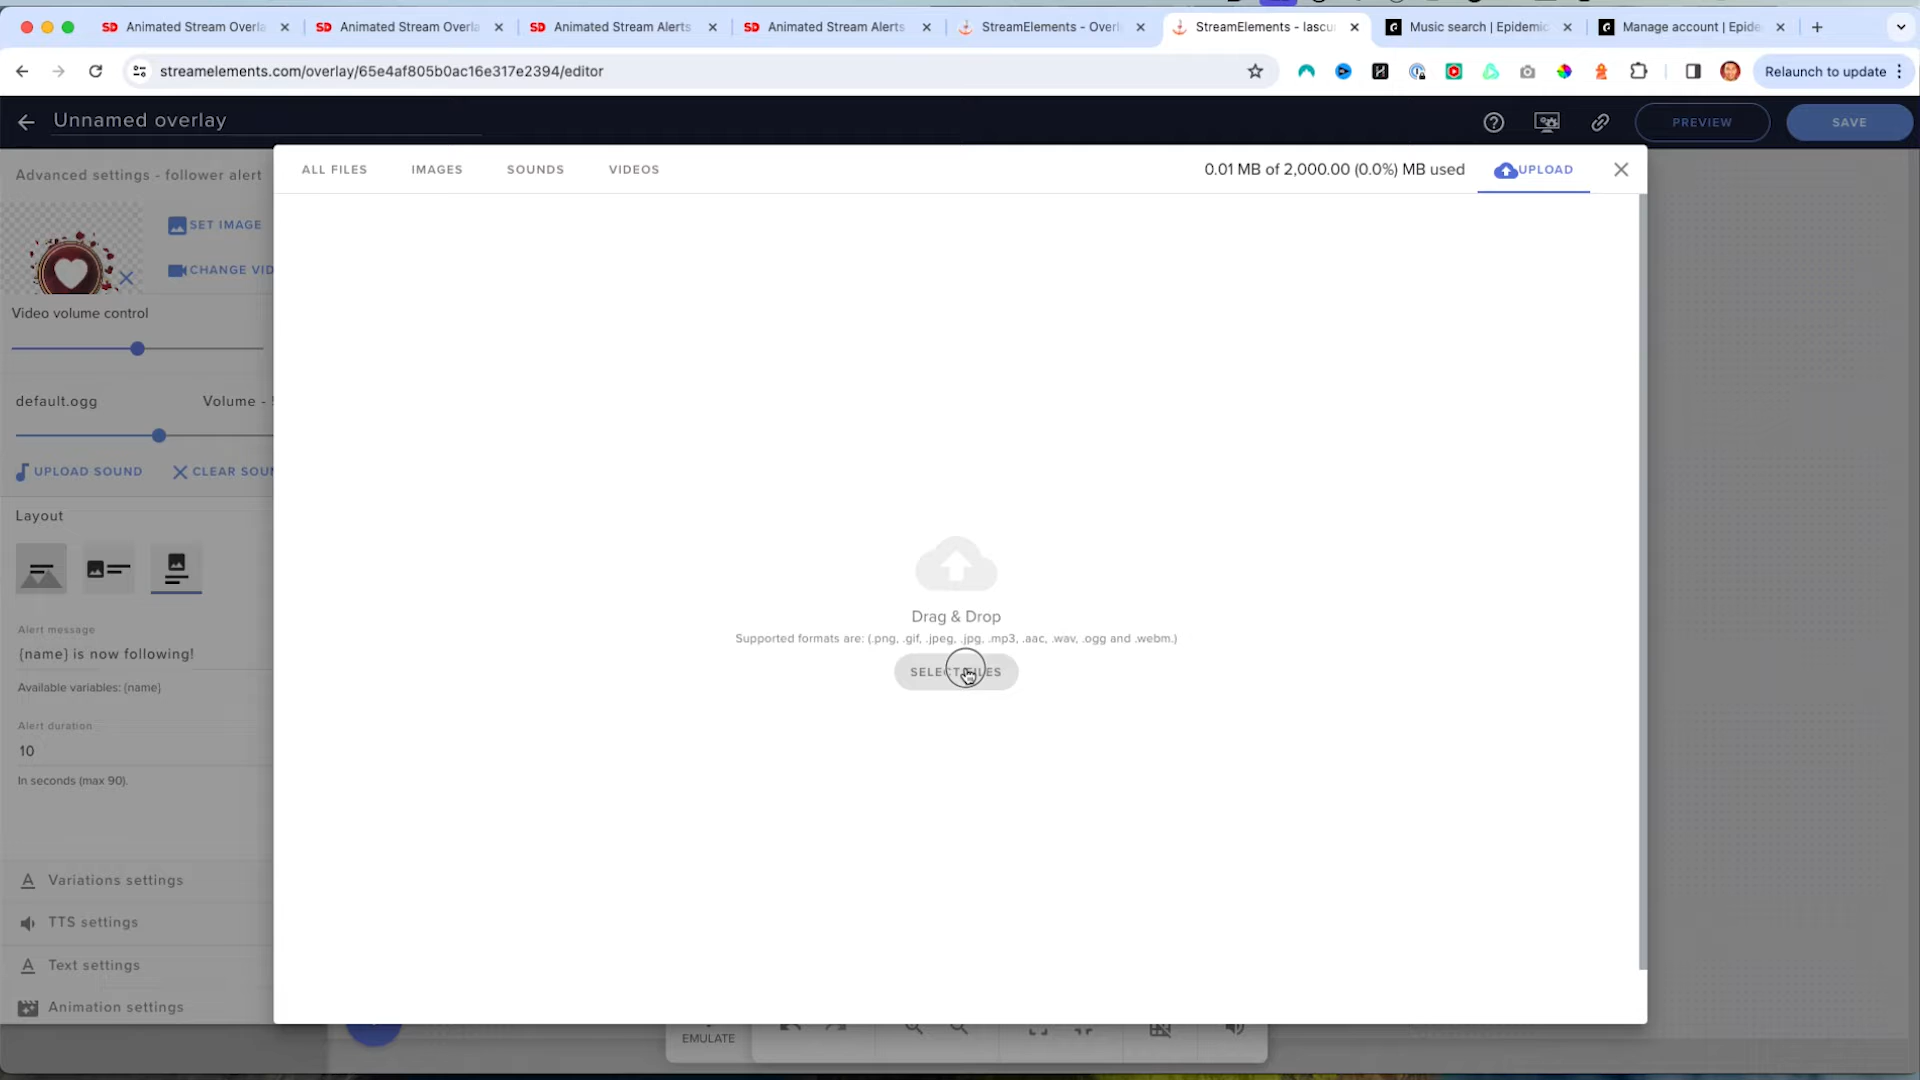 Animated Stream Overla
Animated Stream Overla
Animated Stream Alerts
Animated Stream Alerts
StreamElements - Overl
StreamElements - lascu
Music search | Epidemic
Manage account | Epide
streamelements.com/overlay/65e4af805b0ac16e317e2394/editor
Relaunch to update
Unnamed overlay
PREVIEW
SAVE
Advanced settings - follower alert
ALL FILES
IMAGES
SOUNDS
VIDEOS
0.01 MB of 2,000.00 (0.0%) MB used
UPLOAD
SET IMAGE
CHANGE VID
Video volume control
default.ogg
Volume -
UPLOAD SOUND
CLEAR SOUN
Layout
Drag & Drop
Supported formats are: (.png, .gif, .jpeg, .jpg, .mp3, .aac, .wav, .ogg and .webm.)
SELECT FILES
Alert message
{name} is now following!
Available variables: {name}
Alert duration
10
In seconds (max 90).
Variations settings
TTS settings
Text settings
Animation settings
EMULATE